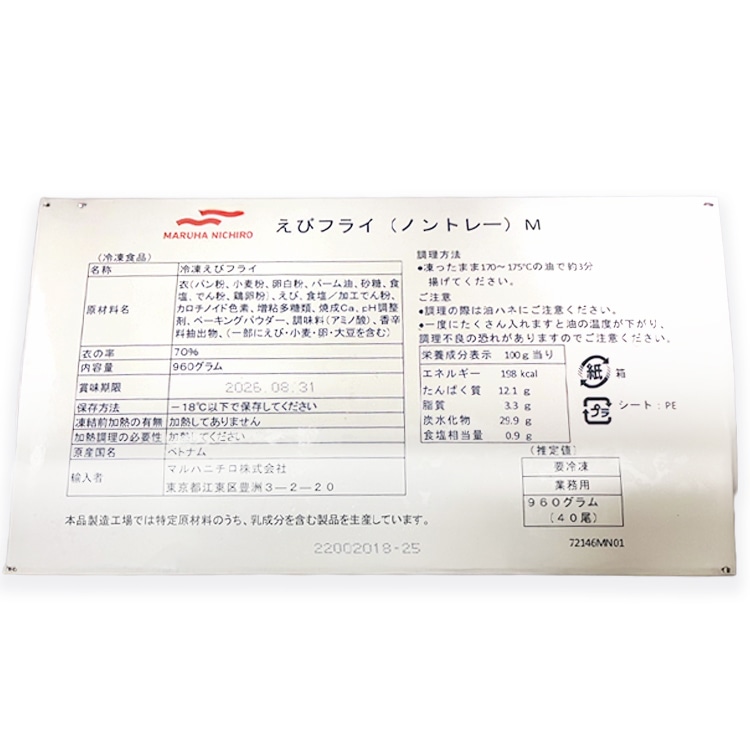 MARUHA NICHIRO
えびフライ（ノントレー）M
（冷凍食品）
名称 冷凍えびフライ
原材料名 衣(パン粉、小麦粉、卵白粉、パーム油、砂糖、食
塩、でん粉、鶏卵粉)、えび、食塩／加工でん粉、
カロチノイド色素、増粘多糖類、焼成Ca、pH調整
剤、ベーキングパウダー、調味料（アミノ酸）、香辛
料抽出物、（一部にえび・小麦・卵・大豆を含む）
衣の率 70％
内容量 960グラム
賞味期限 2026.08.31
保存方法 －18℃以下で保存してください
凍結前加熱の有無 加熱してありません
加熱調理の必要性 加熱してください
原産国名 ベトナム
輸入者 マルハニチロ株式会社
東京都江東区豊洲3－2－20
本品製造工場では特定原材料のうち、乳成分を含む製品を生産しています。
22002018-25
調理方法
●凍ったまま170～175℃の油で約3分
揚げてください。
ご注意
●調理の際は油ハネにご注意ください。
●一度にたくさん入れますと油の温度が下がり、
調理不良の恐れがありますのでご注意ください。
栄養成分表示 100g当り
エネルギー 198 kcal
たんぱく質 12.1 g
脂質 3.3 g
炭水化物 29.9 g
食塩相当量 0.9 g
（推定値）
紙 箱
プラ シート：PE
要冷凍
業務用
960グラム
（40尾）
72146MN01